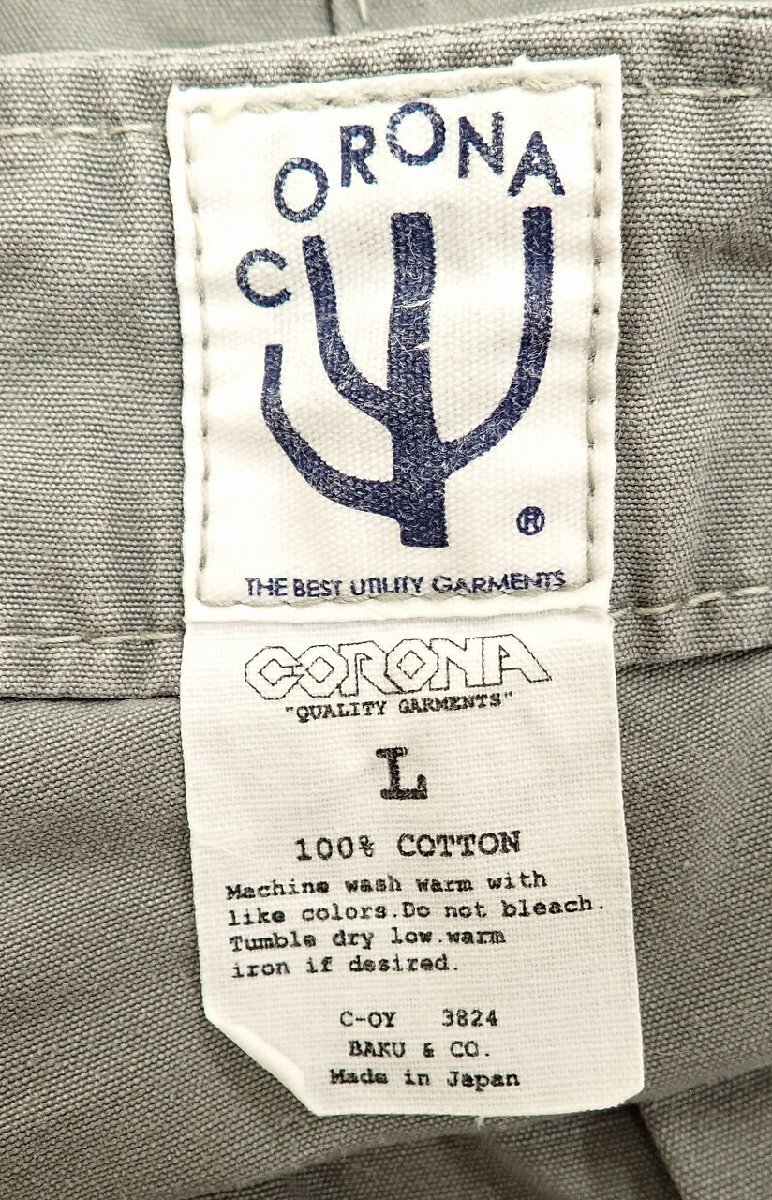 CORONA
®
THE BEST UTILITY GARMENTS
CORONA
"QUALITY GARMENTS"
L
100% COTTON
Machine wash warm with
like colors.Do not bleach.
Tumble dry low.warm
iron if desired.
C-OY 3824
BAKU & CO.
Made in Japan